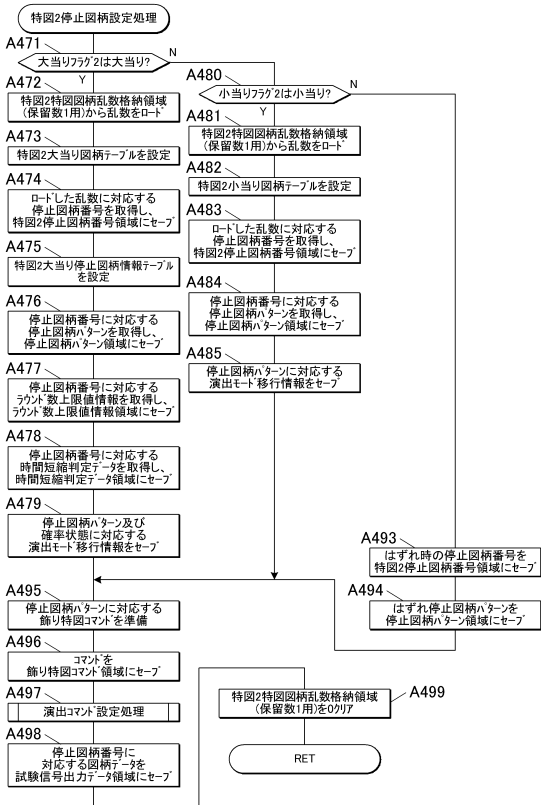 特図2停止図柄設定処理
A471
大当りフラグ2は大当り?
N
Y
A472
特図2特図図柄乱数格納領域
(保留数1用)から乱数をロード
A473
特図2大当り図柄テーブルを設定
A474
ロードした乱数に対応する
停止図柄番号を取得し、
特図2停止図柄番号領域にセーブ
A475
特図2大当り停止図柄情報テーブル
を設定
A476
停止図柄番号に対応する
停止図柄パターンを取得し、
停止図柄パターン領域にセーブ
A477
停止図柄番号に対応する
ラウンド数上限値情報を取得し、
ラウンド数上限値情報領域にセーブ
A478
停止図柄番号に対応する
時間短縮判定データを取得し、
時間短縮判定データ領域にセーブ
A479
停止図柄パターン及び
確率状態に対応する
演出モード移行情報をセーブ
A480
小当りフラグ2は小当り?
N
Y
A481
特図2特図図柄乱数格納領域
(保留数1用)から乱数をロード
A482
特図2小当り図柄テーブルを設定
A483
ロードした乱数に対応する
停止図柄番号を取得し、
特図2停止図柄番号領域にセーブ
A484
停止図柄番号に対応する
停止図柄パターンを取得し、
停止図柄パターン領域にセーブ
A485
停止図柄パターンに対応する
演出モード移行情報をセーブ
A493
はずれ時の停止図柄番号を
特図2停止図柄番号領域にセーブ
A494
はずれ停止図柄パターンを
停止図柄パターン領域にセーブ
A495
停止図柄パターンに対応する
飾り特図コマンドを準備
A496
コマンドを
飾り特図コマンド領域にセーブ
A497
演出コマンド設定処理
A498
停止図柄番号に
対応する図柄データを
試験信号出力データ領域にセーブ
A499
特図2特図図柄乱数格納領域
(保留数1用)を0クリア
RET